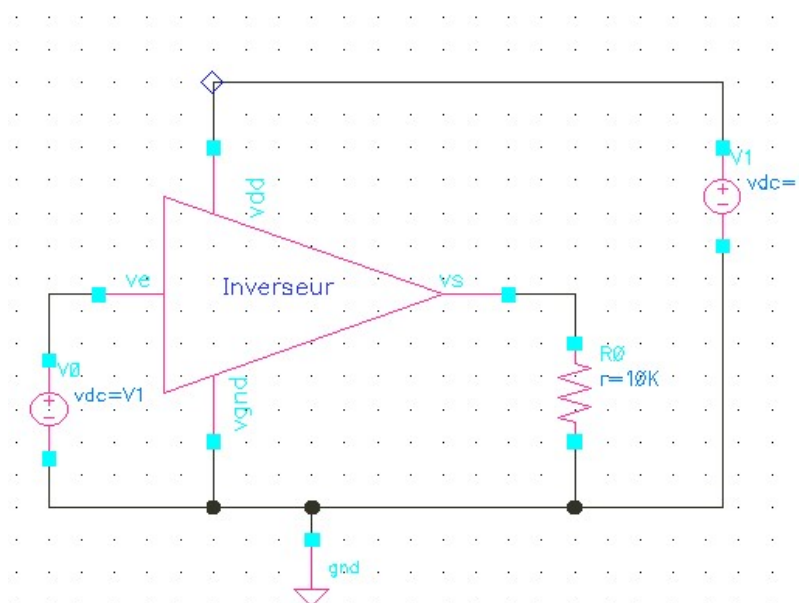 V1
vdc=
vdd
ve
Inverseur
vs
V0
vdc=V1
vgnd
R0
r=10K
gnd